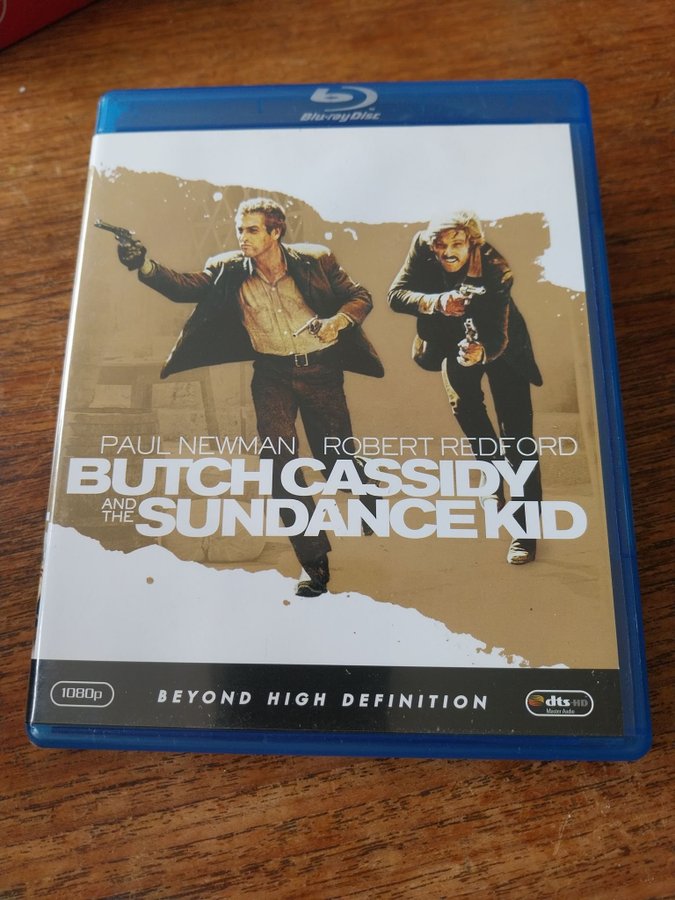 Blu-ray Disc
PAUL NEWMAN ROBERT REDFORD
BUTCH CASSIDY
AND THE SUNDANCE KID
1080p
BEYOND HIGH DEFINITION
dts-HD
Master Audio